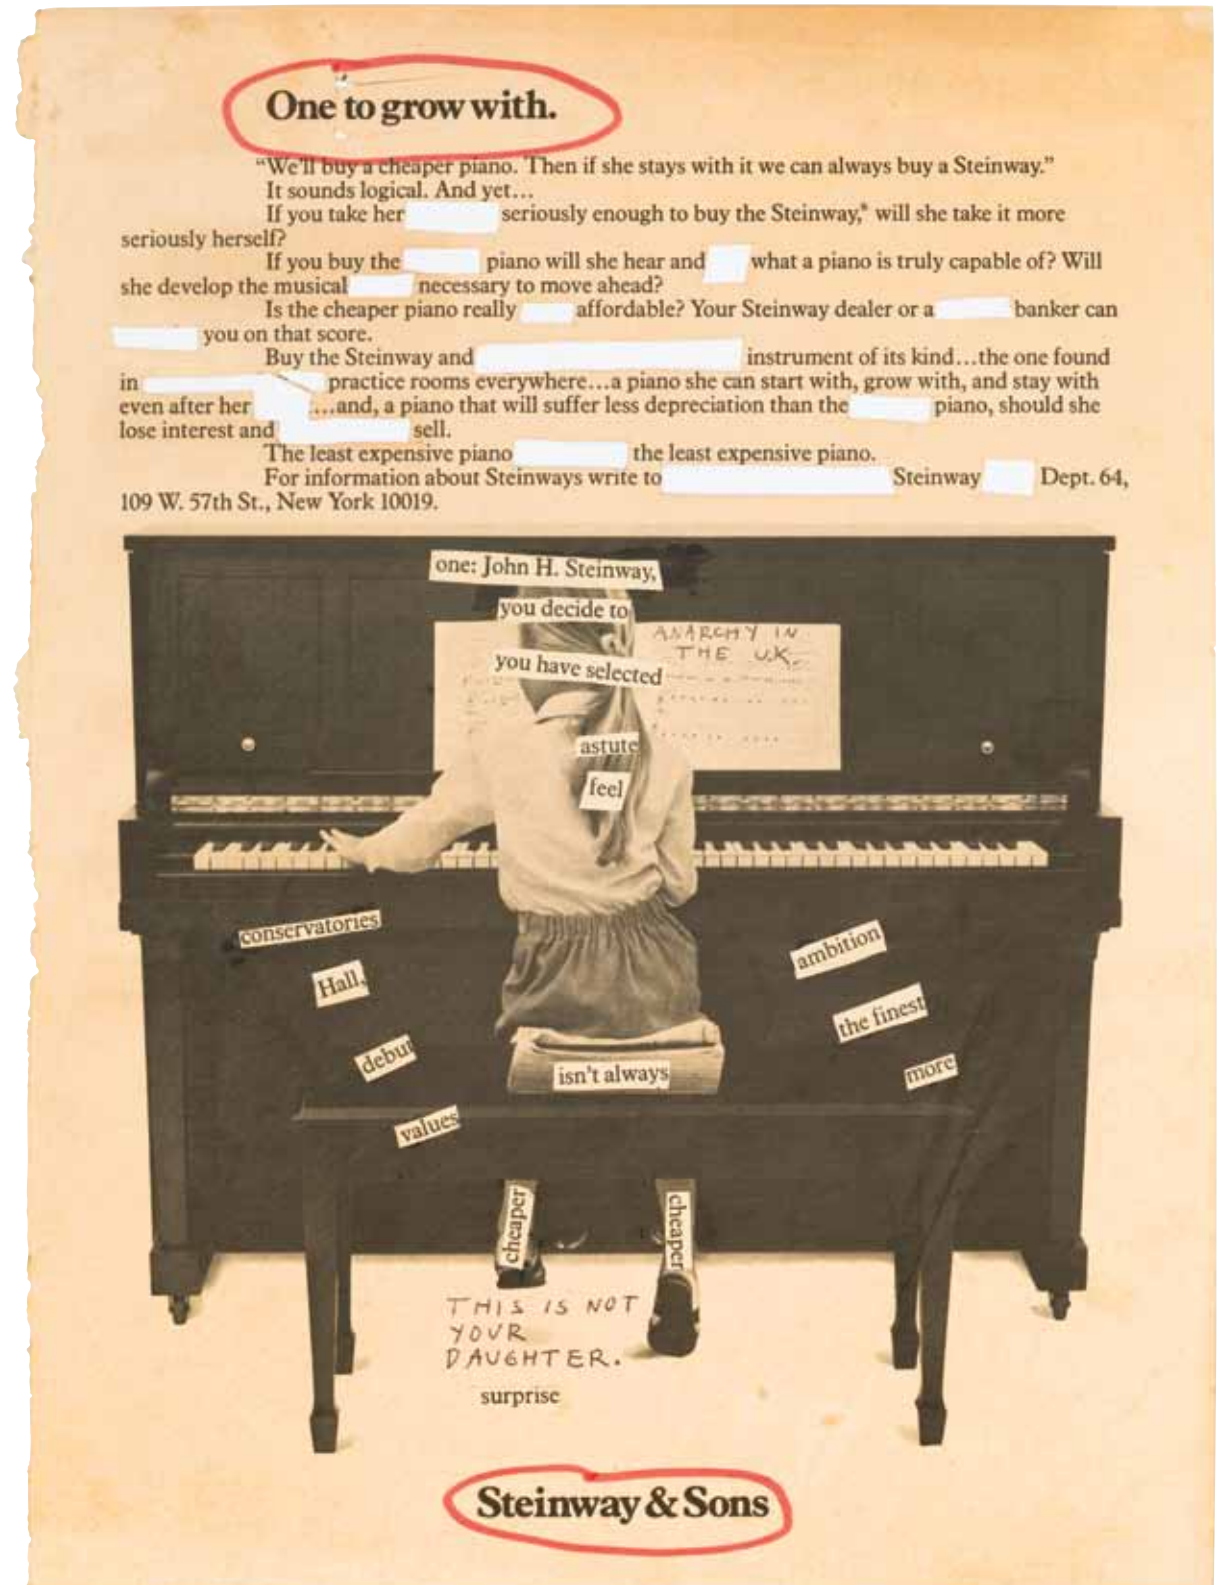 One to grow with.
“We’ll buy a cheaper piano. Then if she stays with it we can always buy a Steinway.”
It sounds logical. And yet...
If you take her seriously enough to buy the Steinway,* will she take it more
seriously herself?
If you buy the piano will she hear and what a piano is truly capable of? Will
she develop the musical necessary to move ahead?
Is the cheaper piano really affordable? Your Steinway dealer or a banker can
you on that score.
Buy the Steinway and instrument of its kind...the one found
in practice rooms everywhere...a piano she can start with, grow with, and stay with
even after her ...and, a piano that will suffer less depreciation than the piano, should she
lose interest and sell.
The least expensive piano the least expensive piano.
For information about Steinways write to Steinway Dept. 64,
109 W. 57th St., New York 10019.
one: John H. Steinway,
you decide to
ANARCHY IN
THE U.K.
you have selected
astute
feel
conservatories
ambition
Hall,
the finest
debut
more
isn't always
values
cheaper
cheaper
THIS IS NOT
YOUR
DAUGHTER.
surprise
Steinway & Sons